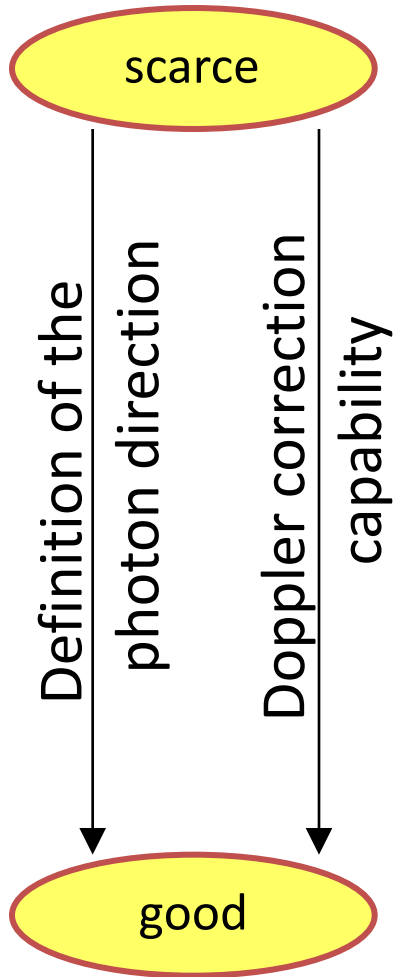 scarce
Definition of the
photon direction
Doppler correction
capability
good